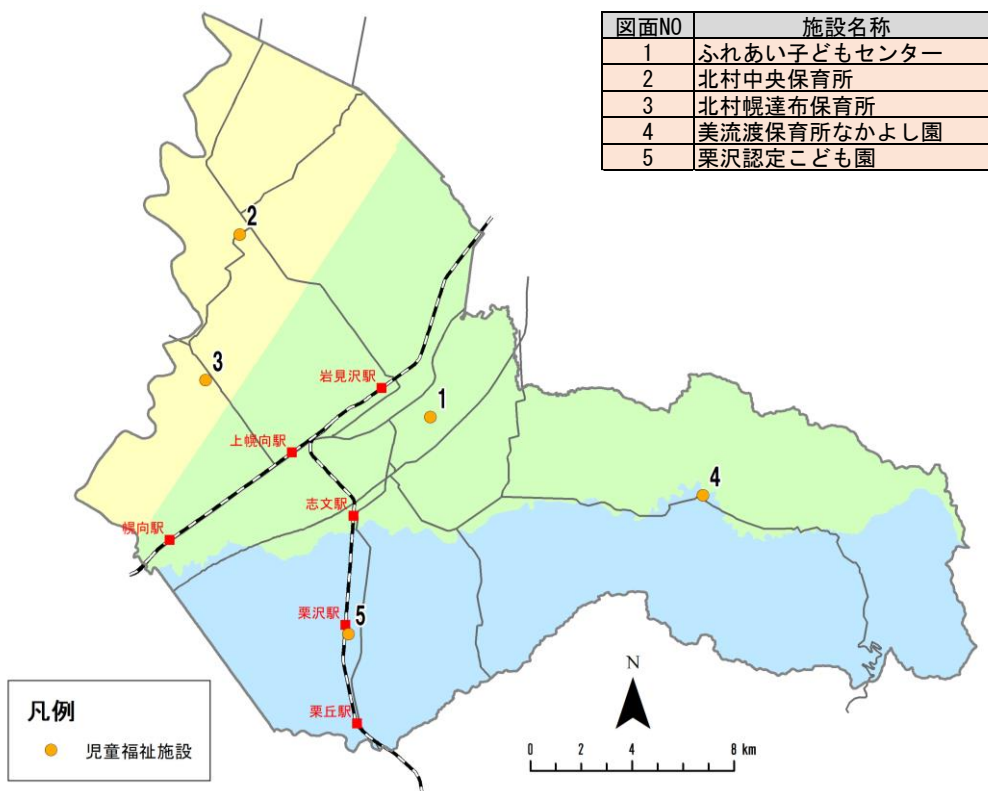 図面NO 施設名称
1 ふれあい子どもセンター
2 北村中央保育所
3 北村幌達布保育所
4 美流渡保育所なかよし園
5 栗沢認定こども園
2
3
岩見沢駅
1
上幌向駅
4
志文駅
幌向駅
栗沢駅
5
栗丘駅
N
凡例
児童福祉施設
0 2 4 8 km